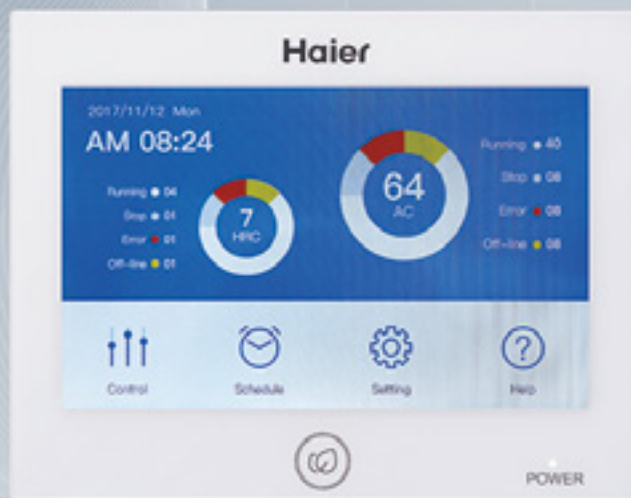 Haier
2017/11/12 Mon
AM 08:24
Running 04
Stop 01
Error 01
Off-line 01
7
HRC
64
AC
Running 40
Stop 08
Error 08
Off-line 08
Control
Schedule
Setting
Help
POWER